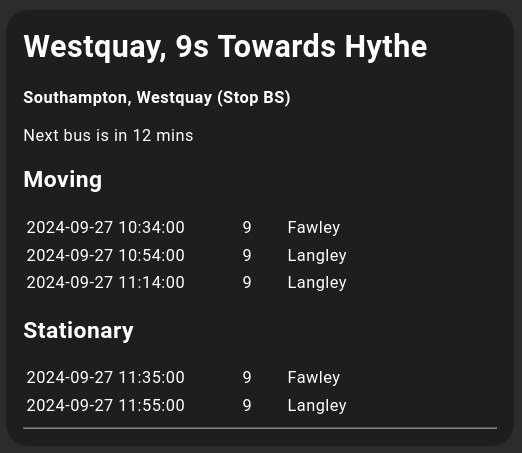 Westquay, 9s Towards Hythe
Southampton, Westquay (Stop BS)
Next bus is in 12 mins
Moving
2024-09-27 10:34:00 9 Fawley
2024-09-27 10:54:00 9 Langley
2024-09-27 11:14:00 9 Langley
Stationary
2024-09-27 11:35:00 9 Fawley
2024-09-27 11:55:00 9 Langley